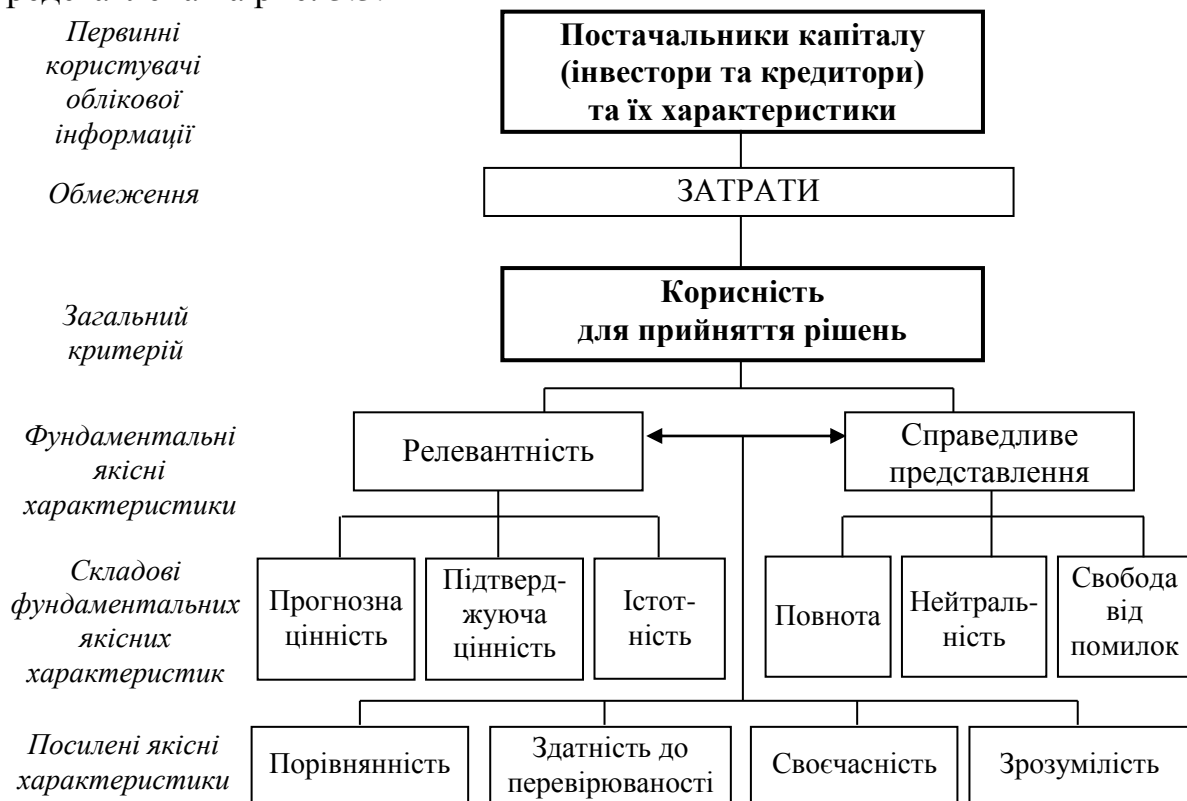 Первинні
користувачі
облікової
інформації
Постачальники капіталу
(інвестори та кредитори)
та їх характеристики
Обмеження
ЗАТРАТИ
Загальний
критерій
Корисність
для прийняття рішень
Фундаментальні
якісні
характеристики
Релевантність
Справедливе
представлення
Складові
фундаментальних
якісних
характеристик
Прогнозна
цінність
Підтверд-
жуюча
цінність
Істот-
ність
Повнота
Нейтраль-
ність
Свобода
від
помилок
Посилені якісні
характеристики
Порівнянність
Здатність до
перевірюваності
Своєчасність
Зрозумілість